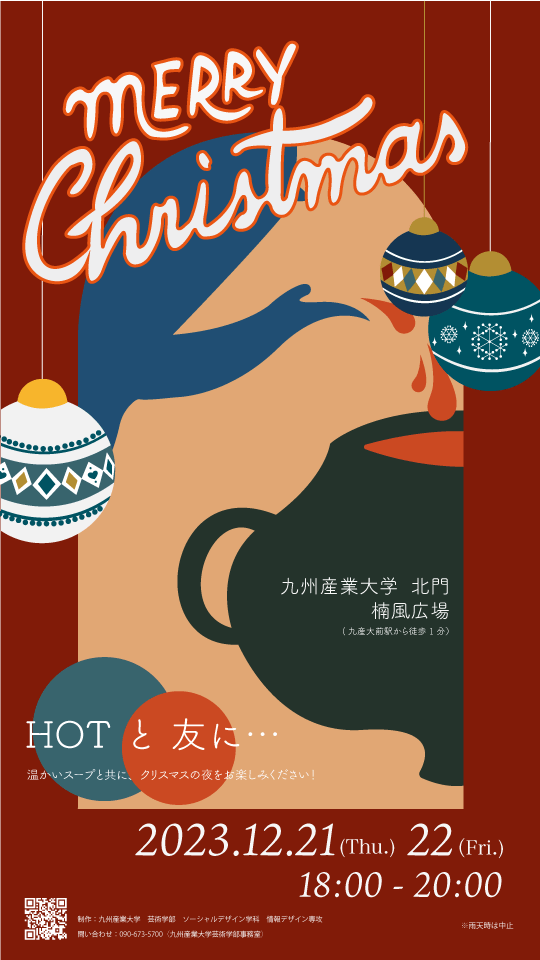 MERRY
Christmas
九州産業大学 北門
楠風広場
(九産大前駅から徒歩1分)
HOT と 友に…
温かいスープと共に、クリスマスの夜をお楽しみください!
2023.12.21(Thu.) 22(Fri.)
18:00 - 20:00
制作:九州産業大学 芸術学部 ソーシャルデザイン学科 情報デザイン専攻
問い合わせ:090-673-5700(九州産業大学芸術学部事務室)
※雨天時は中止